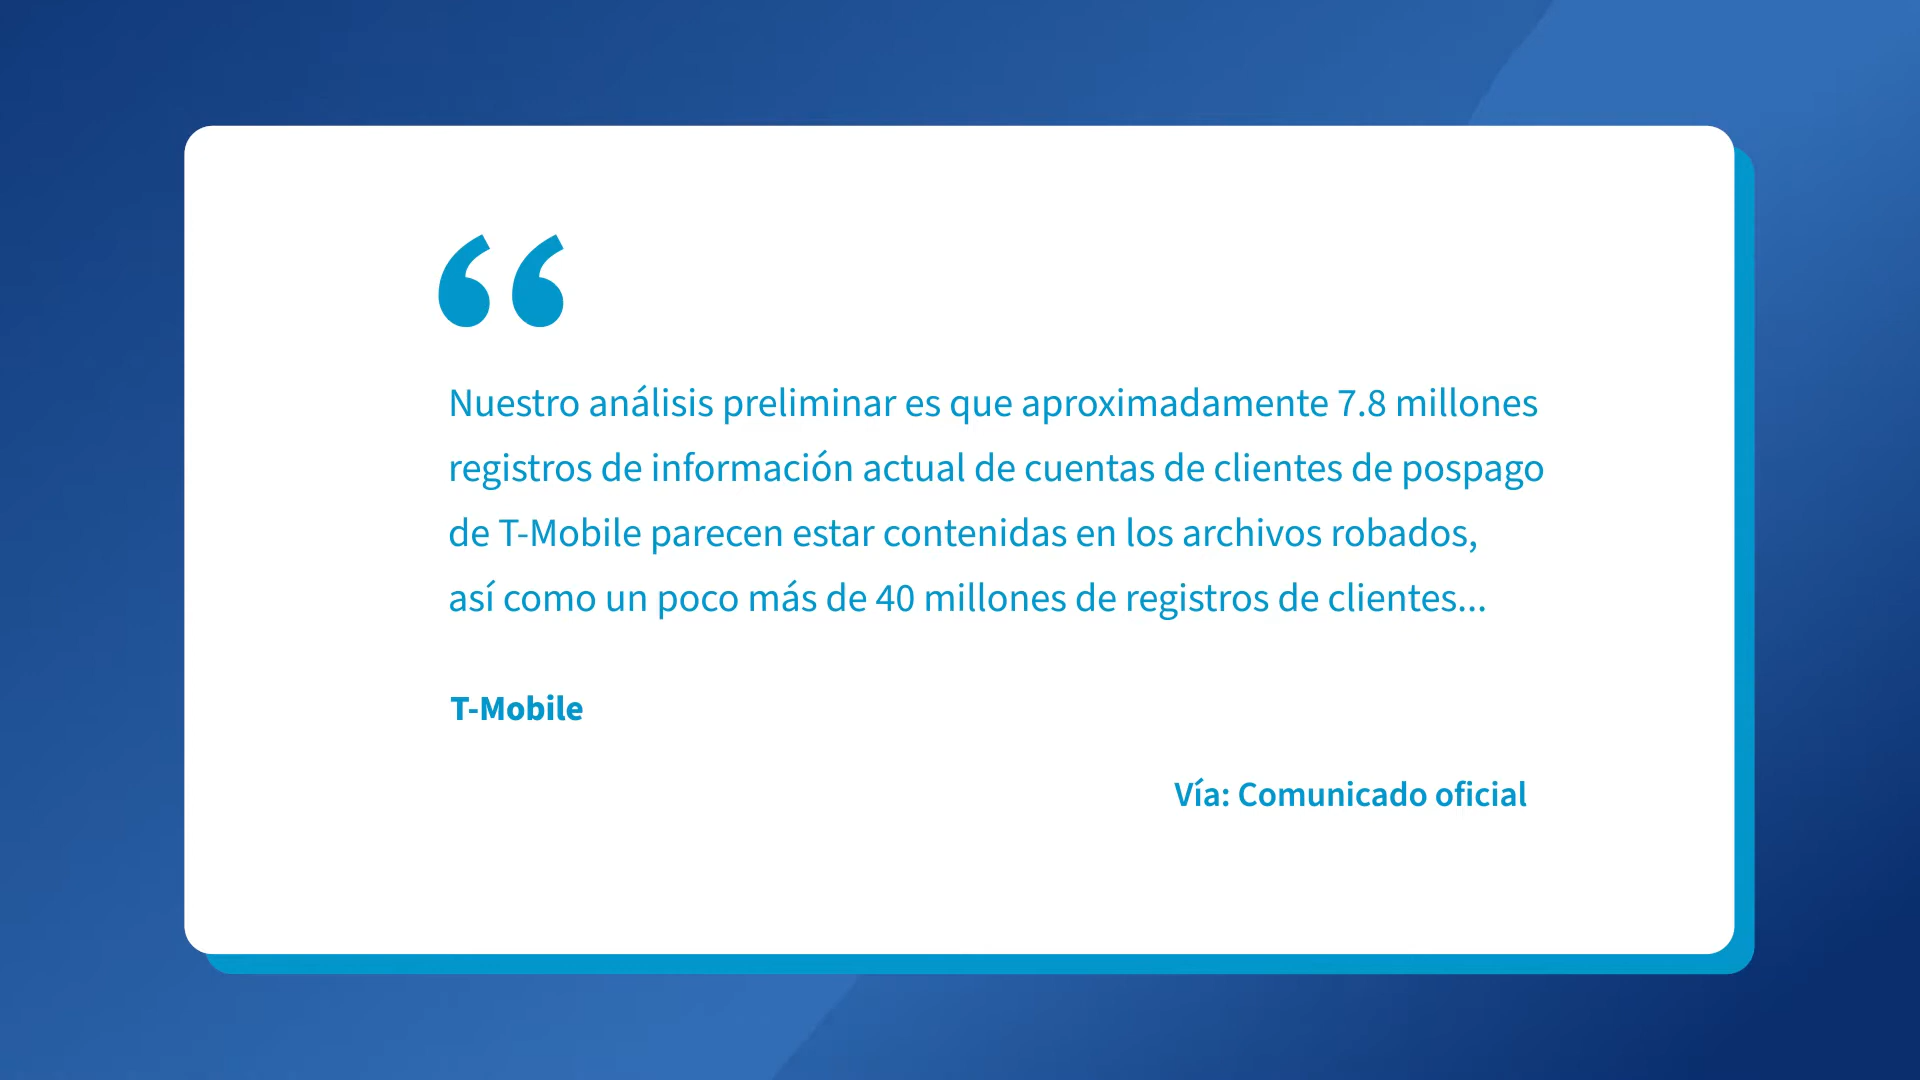 “
Nuestro análisis preliminar es que aproximadamente 7.8 millones
registros de información actual de cuentas de clientes de pospago
de T-Mobile parecen estar contenidas en los archivos robados,
así como un poco más de 40 millones de registros de clientes...
T-Mobile
Vía: Comunicado oficial